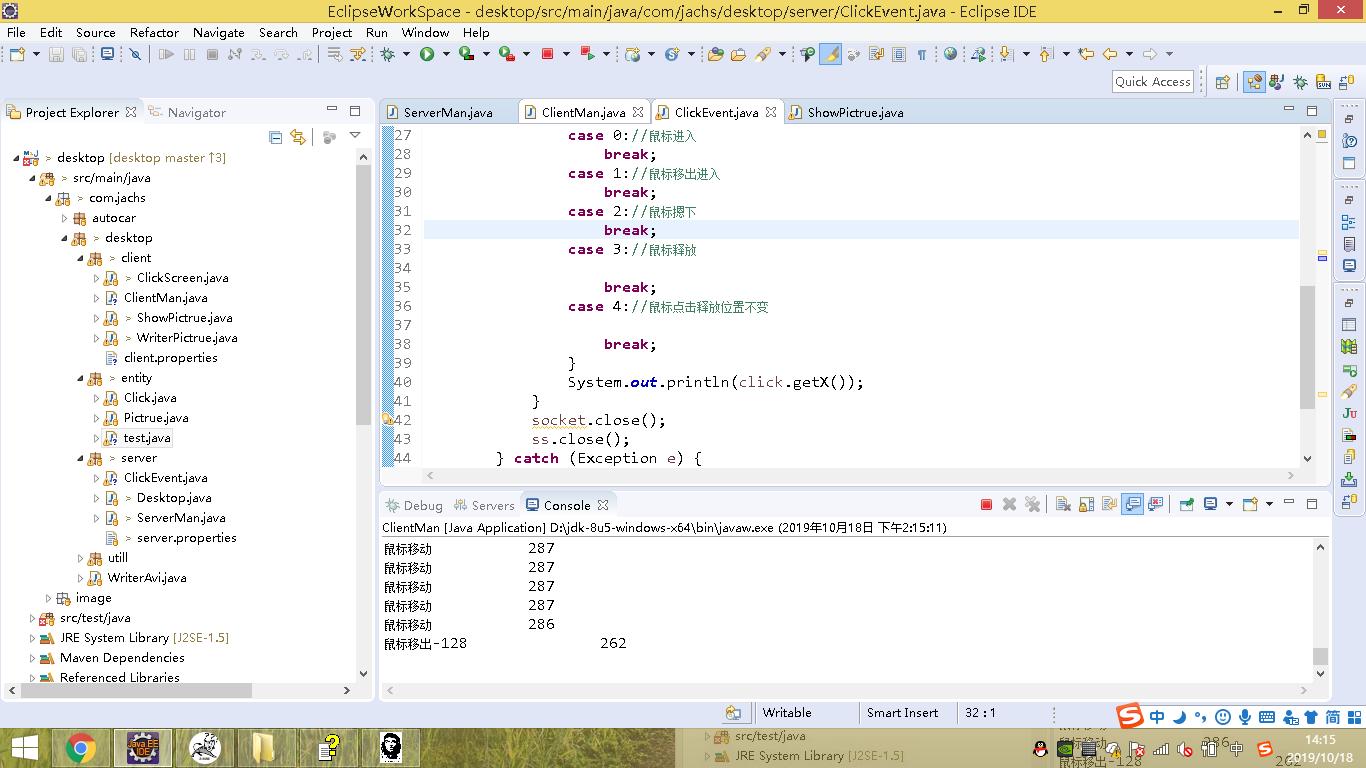 EclipseWorkSpace - desktop/src/main/java/com/jachs/desktop/server/ClickEvent.java - Eclipse IDE
File Edit Source Refactor Navigate Search Project Run Window Help
Quick Access
Project Explorer Navigator
> desktop [desktop master ↑3]
> src/main/java
> com.jachs
autocar
> desktop
> client
> ClickScreen.java
ClientMan.java
> ShowPictrue.java
> WriterPictrue.java
client.properties
> entity
Click.java
Pictrue.java
test.java
> server
ClickEvent.java
> Desktop.java
> ServerMan.java
> server.properties
utill
WriterAvi.java
image
src/test/java
JRE System Library [J2SE-1.5]
Maven Dependencies
Referenced Libraries
ServerMan.java ClientMan.java ClickEvent.java ShowPictrue.java
27 case 0://鼠标进入
28 break;
29 case 1://鼠标移出进入
30 break;
31 case 2://鼠标摁下
32 break;
33 case 3://鼠标释放
34
35 break;
36 case 4://鼠标点击释放位置不变
37
38 break;
39 }
40 System.out.println(click.getX());
41 }
42 socket.close();
43 ss.close();
44 } catch (Exception e) {
Debug Servers Console
ClientMan [Java Application] D:\jdk-8u5-windows-x64\bin\javaw.exe (2019年10月18日 下午2:15:11)
鼠标移动 287
鼠标移动 287
鼠标移动 287
鼠标移动 287
鼠标移动 286
鼠标移出-128 262
Writable Smart Insert 32 : 1
中 简
src/test/java
JRE System Library [J2SE-1.5]
286
鼠标移出-128 262
中
14:15
2019/10/18